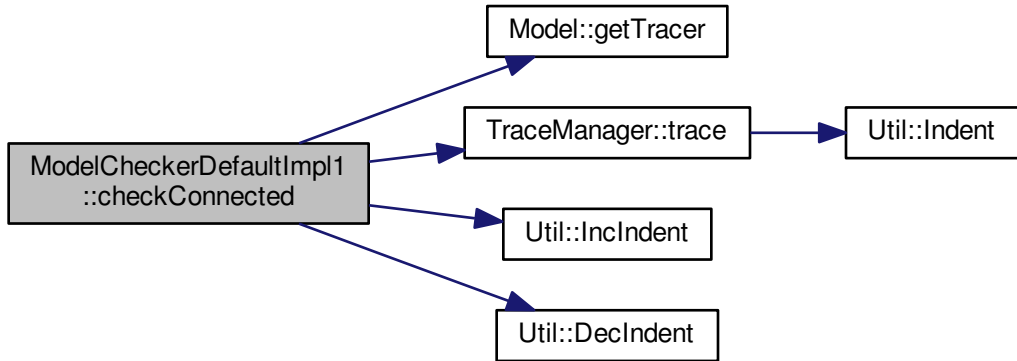 Model::getTracer
TraceManager::trace
Util::Indent
ModelCheckerDefaultImpl1
::checkConnected
Util::IncIndent
Util::DecIndent